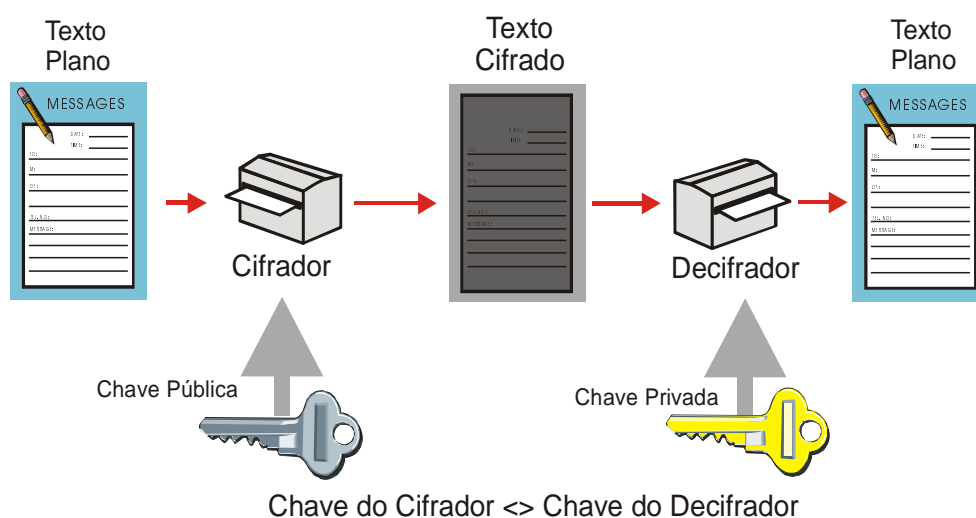 Texto
Plano
Texto
Cifrado
Texto
Plano
MESSAGES
MESSAGES
Cifrador
Decifrador
Chave Pública
Chave Privada
Chave do Cifrador <> Chave do Decifrador